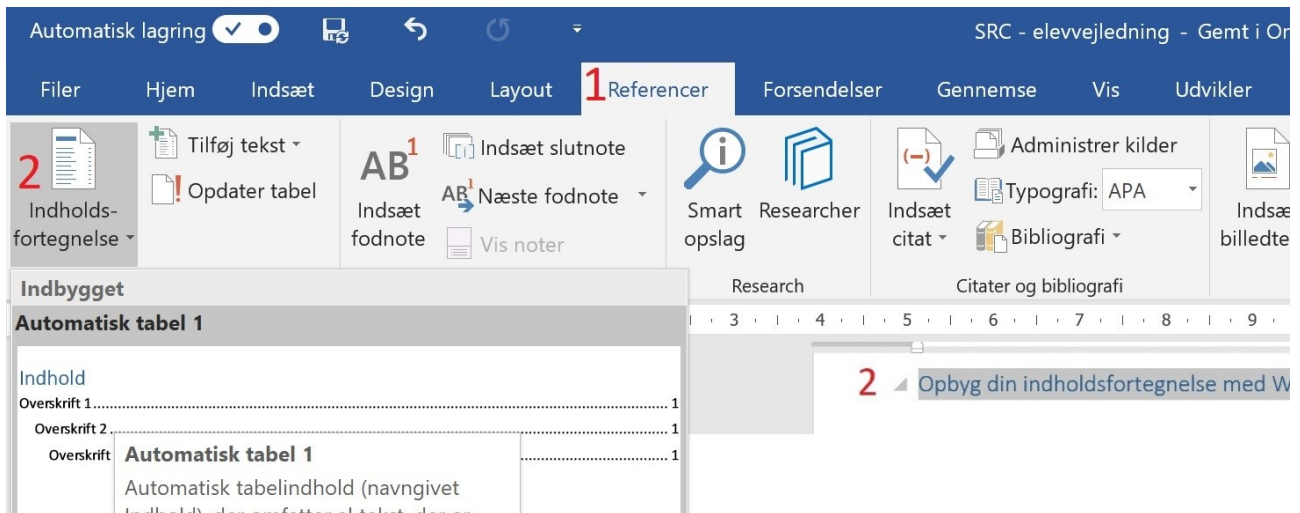 Automatisk lagring
SRC - elevvejledning - Gemt i
Filer Hjem Indsæt Design Layout 1 Referencer Forsendelser Gennemse Vis Udvikler
2
Indholds-
fortegnelse
Tilføj tekst
Opdater tabel
AB1
Indsæt
fodnote
[i] Indsæt slutnote
AB1 Næste fodnote
Vis noter
Smart
opslag
Researcher
Research
(-)
Indsæt
citat
Administrer kilder
Typografi: APA
Bibliografi
Citater og bibliografi
Indbygget
Automatisk tabel 1
3 4 5 6 7 8 9
Indhold
Overskrift 1 1
Overskrift 2 1
Overskrift 1
Automatisk tabel 1
Automatisk tabelindhold (navngivet
2 Opbyg din indholdsfortegnelse med